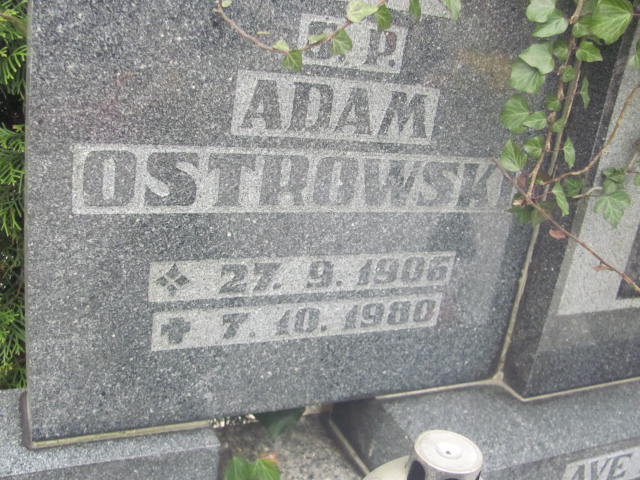 Ś. P.
ADAM
OSTROWSKI
27. 9. 1906
7. 10. 1980
AVE